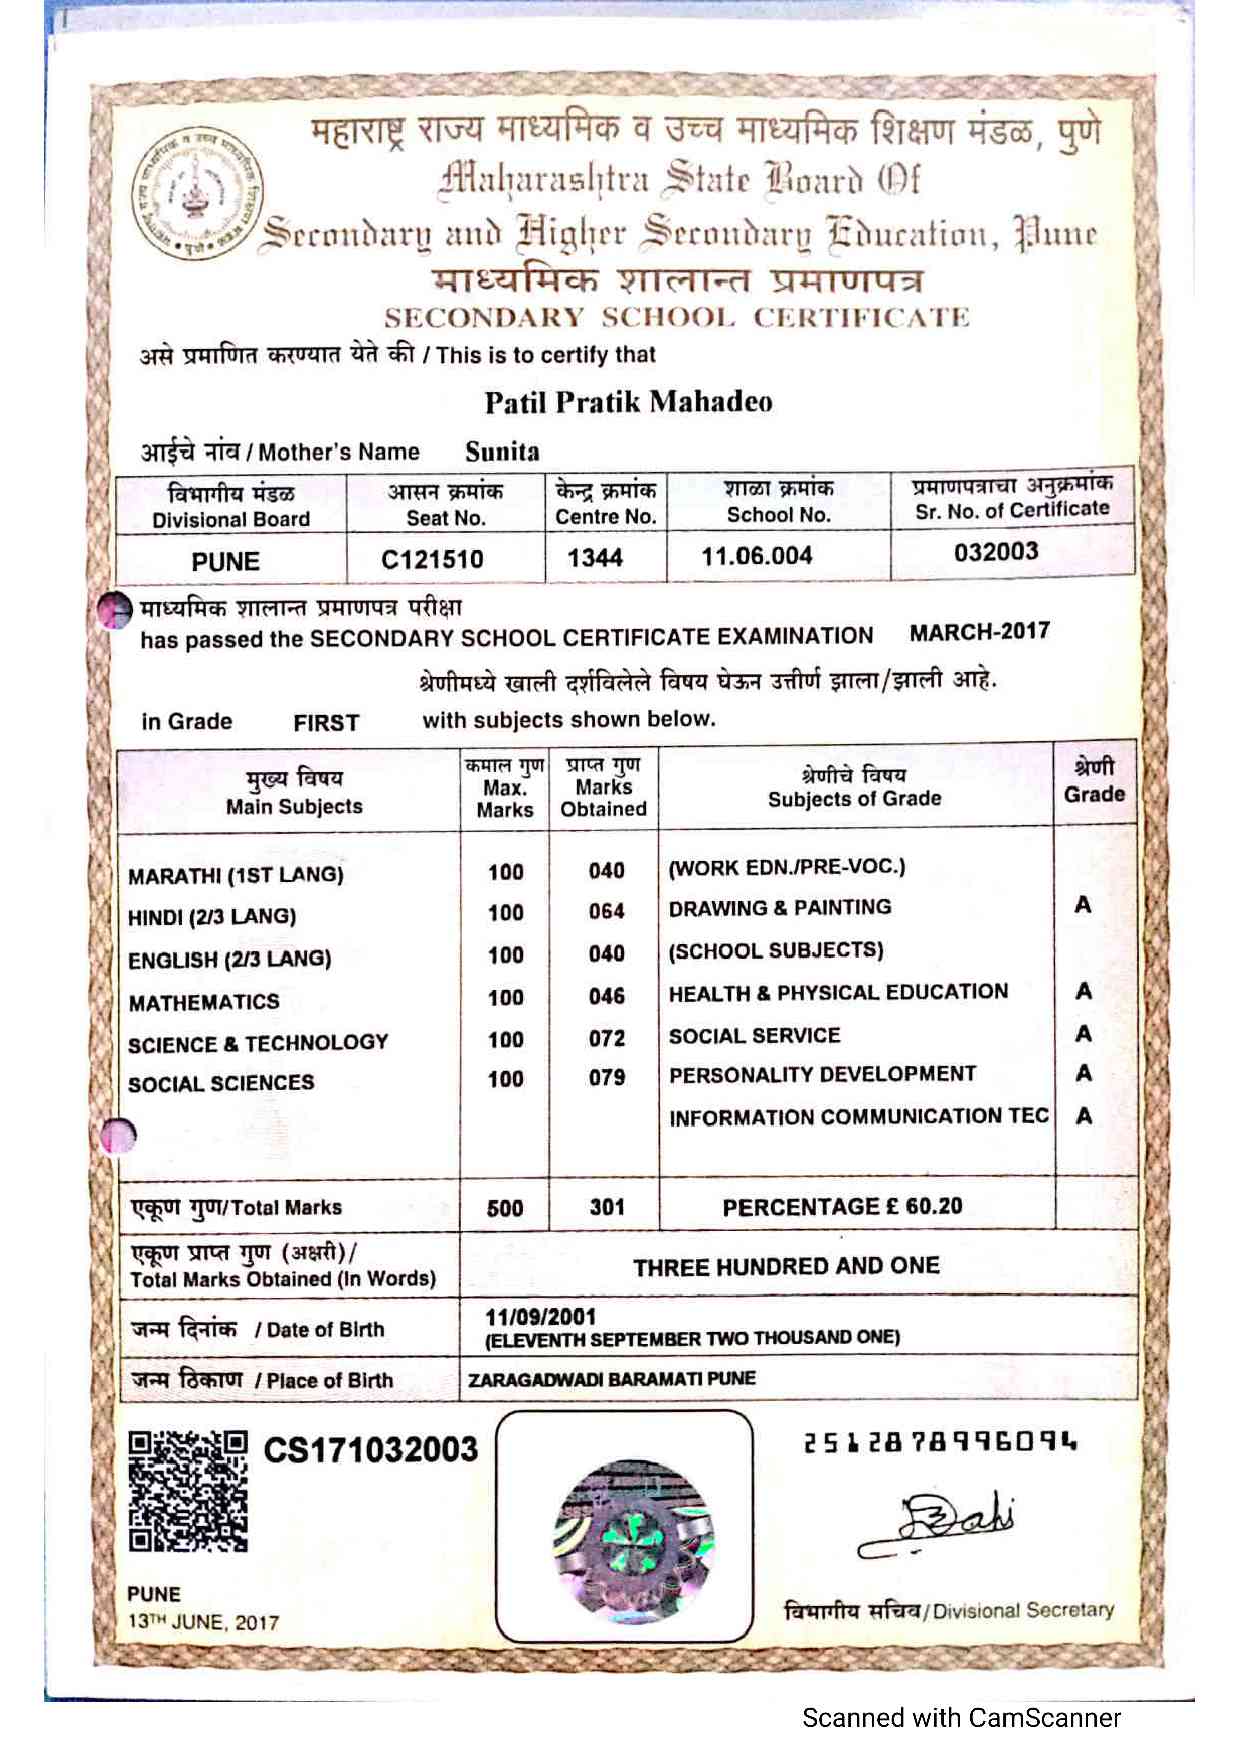 महाराष्ट्र राज्य माध्यमिक व उच्च माध्यमिक शिक्षण मंडळ, पुणे
Maharashtra State Board Of
Secondary and Higher Secondary Education, Pune
माध्यमिक शालान्त प्रमाणपत्र
SECONDARY SCHOOL CERTIFICATE
असे प्रमाणित करण्यात येते की / This is to certify that
Patil Pratik Mahadeo
आईचे नांव / Mother's Name Sunita
विभागीय मंडळ आसन क्रमांक केन्द्र क्रमांक शाळा क्रमांक प्रमाणपत्राचा अनुक्रमांक
Divisional Board Seat No. Centre No. School No. Sr. No. of Certificate
PUNE C121510 1344 11.06.004 032003
माध्यमिक शालान्त प्रमाणपत्र परीक्षा
has passed the SECONDARY SCHOOL CERTIFICATE EXAMINATION MARCH-2017
श्रेणीमध्ये खाली दर्शविलेले विषय घेऊन उत्तीर्ण झाला/झाली आहे.
in Grade FIRST with subjects shown below.
मुख्य विषय कमाल गुण प्राप्त गुण श्रेणीचे विषय श्रेणी
Main Subjects Max. Marks Marks Obtained Subjects of Grade Grade
MARATHI (1ST LANG) 100 040 (WORK EDN./PRE-VOC.)
HINDI (2/3 LANG) 100 064 DRAWING & PAINTING A
ENGLISH (2/3 LANG) 100 040 (SCHOOL SUBJECTS)
MATHEMATICS 100 046 HEALTH & PHYSICAL EDUCATION A
SCIENCE & TECHNOLOGY 100 072 SOCIAL SERVICE A
SOCIAL SCIENCES 100 079 PERSONALITY DEVELOPMENT A
INFORMATION COMMUNICATION TEC A
एकूण गुण/Total Marks 500 301 PERCENTAGE £ 60.20
एकूण प्राप्त गुण (अक्षरी)/
Total Marks Obtained (In Words) THREE HUNDRED AND ONE
जन्म दिनांक / Date of Birth 11/09/2001
(ELEVENTH SEPTEMBER TWO THOUSAND ONE)
जन्म ठिकाण / Place of Birth ZARAGADWADI BARAMATI PUNE
CS171032003 2512878996094
PUNE
13TH JUNE, 2017
विभागीय सचिव/Divisional Secretary
Scanned with CamScanner